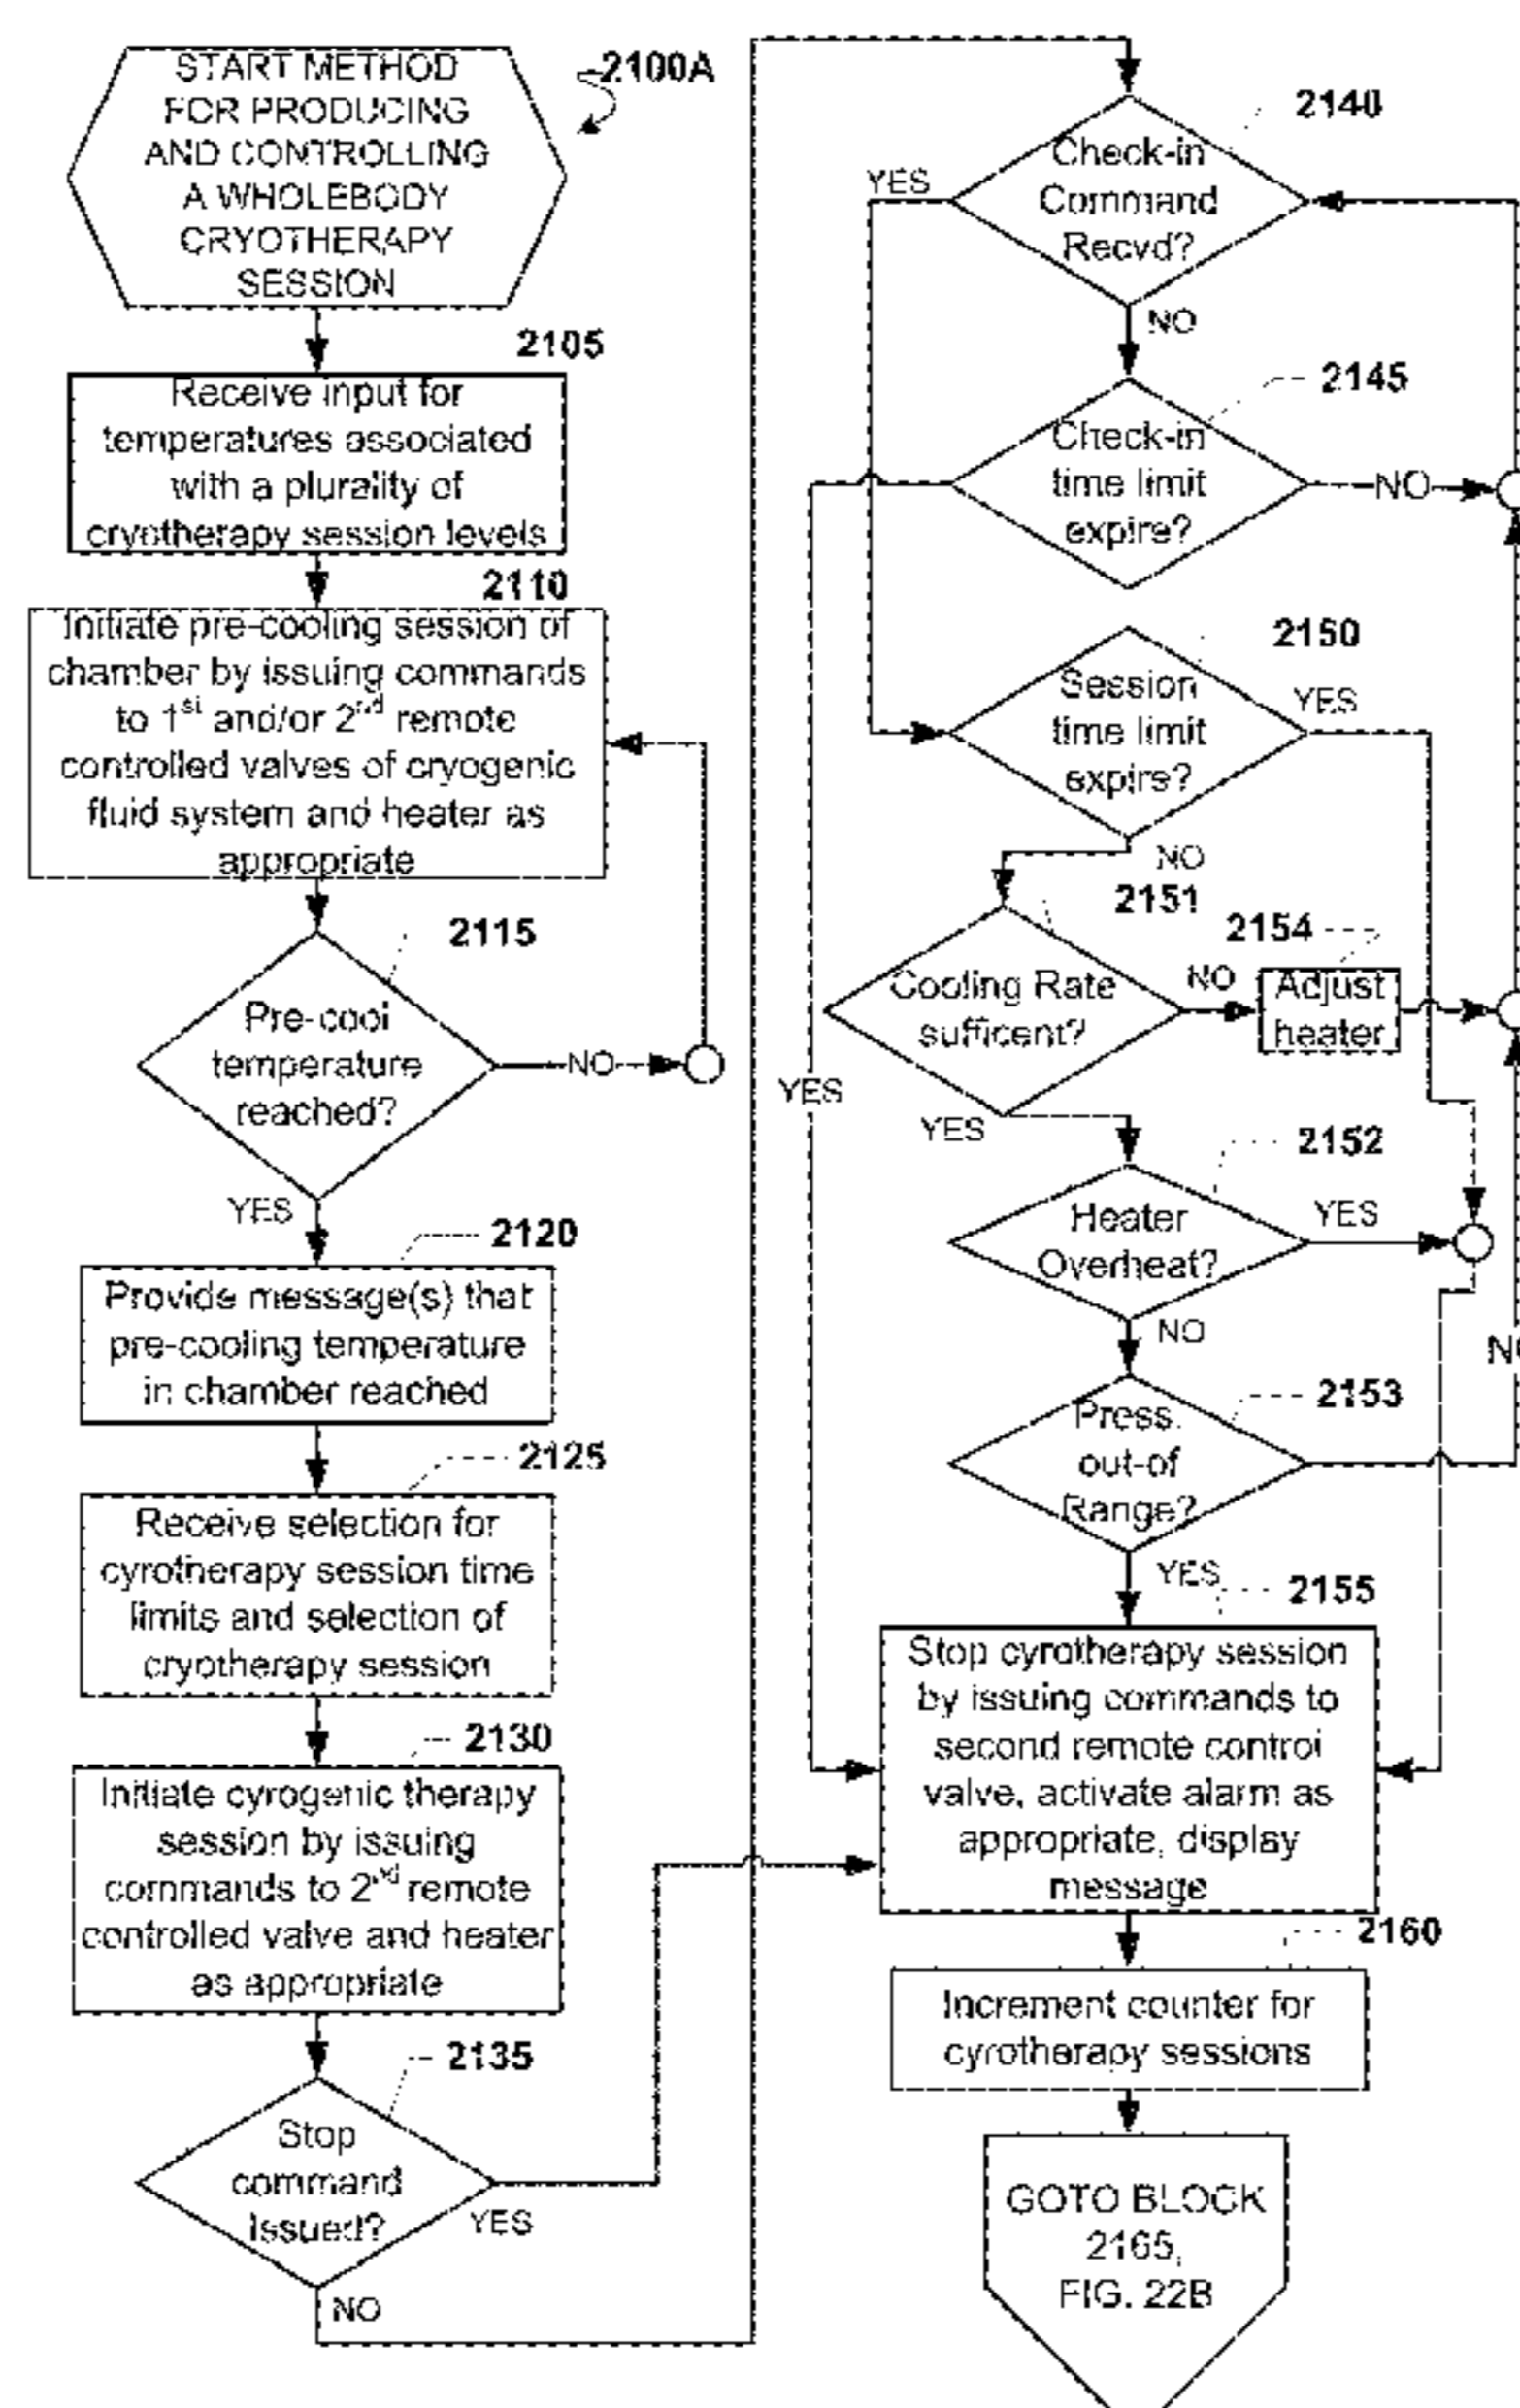 START METHOD
FOR PRODUCING
AND CONTROLLING
A WHOLEBODY
CRYOTHERAPY
SESSION
2100A
2105
Receive input for
temperatures associated
with a plurality of
cryotherapy session levels
2110
Initiate pre-cooling session of
chamber by issuing commands
to 1st and/or 2nd remote
controlled valves of cryogenic
fluid system and heater as
appropriate
2115
Pre-cool
temperature
reached?
NO
YES
2120
Provide message(s) that
pre-cooling temperature
in chamber reached
2125
Receive selection for
cyrotherapy session time
limits and selection of
cryotherapy session
2130
Initiate cyrogenic therapy
session by issuing
commands to 2nd remote
controlled valve and heater
as appropriate
2135
Stop
command
Issued?
YES
NO
2140
Check-in
Command
Recvd?
YES
NO
2145
Check-in
time limit
expire?
NO
YES
2150
Session
time limit
expire?
YES
NO
2151
Cooling Rate
sufficent?
NO
2154
Adjust
heater
YES
2152
Heater
Overheat?
YES
NO
2153
Press.
out-of
Range?
YES
2155
Stop cyrotherapy session
by issuing commands to
second remote control
valve, activate alarm as
appropriate, display
message
2160
Increment counter for
cyrotherapy sessions
GOTO BLOCK
2165,
FIG. 22B